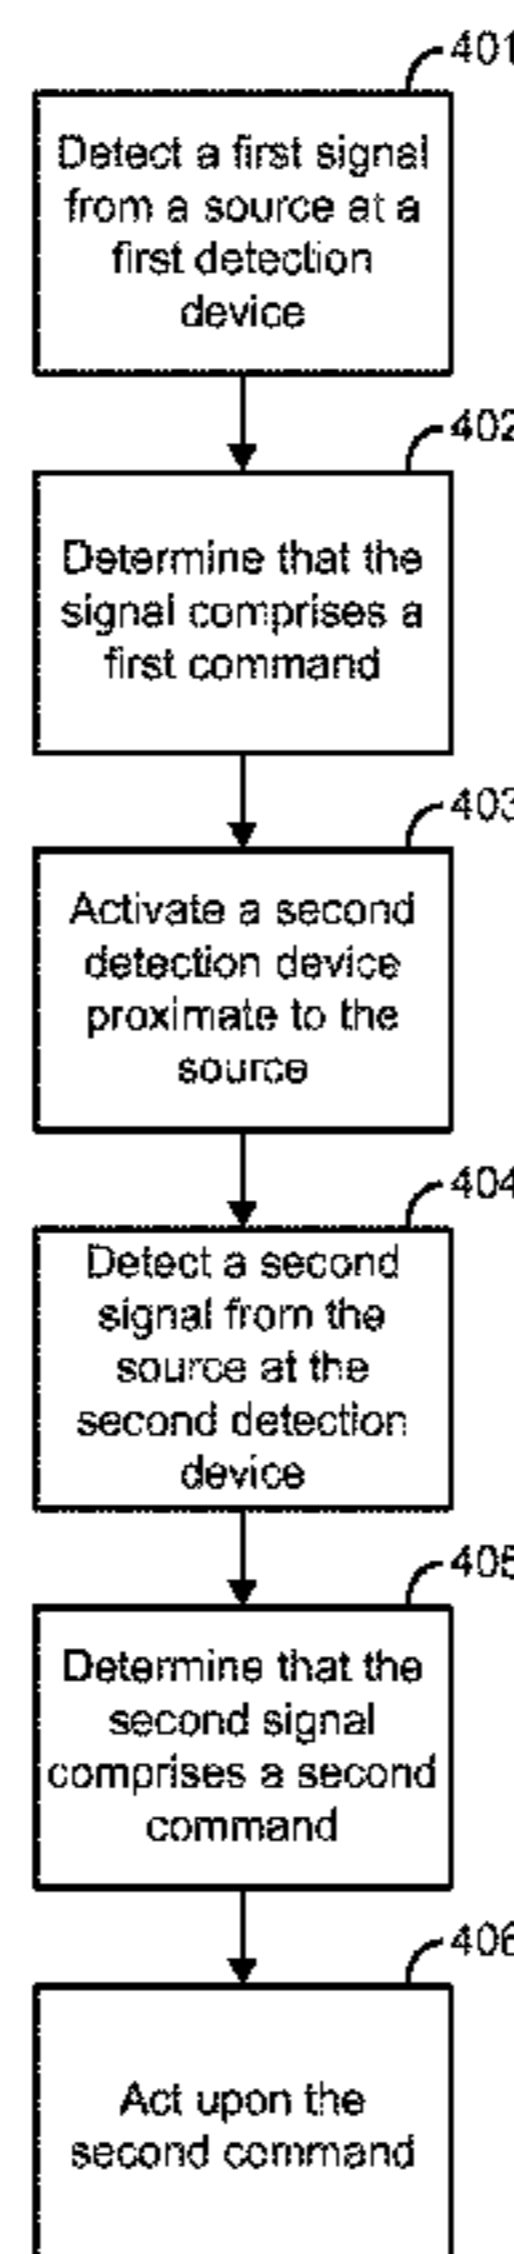 401
Detect a first signal
from a source at a
first detection
device
402
Determine that the
signal comprises a
first command
403
Activate a second
detection device
proximate to the
source
404
Detect a second
signal from the
source at the
second detection
device
405
Determine that the
second signal
comprises a second
command
406
Act upon the
second command